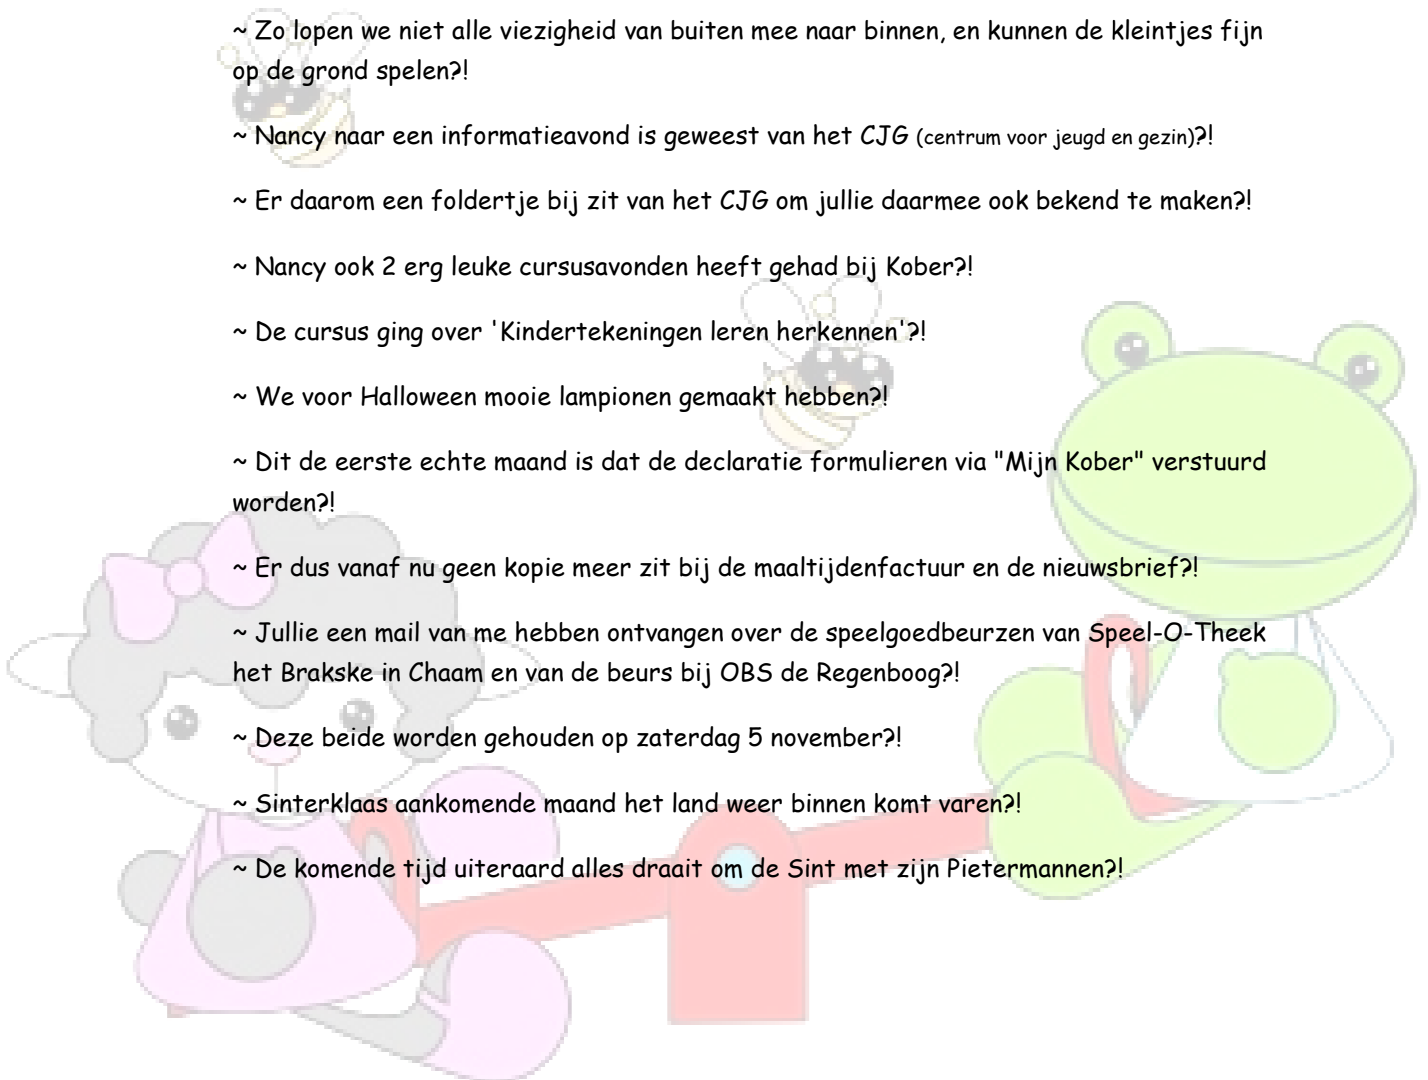 ~ Zo lopen we niet alle viezigheid van buiten mee naar binnen, en kunnen de kleintjes fijn
op de grond spelen?!
~ Nancy naar een informatieavond is geweest van het CJG (centrum voor jeugd en gezin)?!
~ Er daarom een foldertje bij zit van het CJG om jullie daarmee ook bekend te maken?!
~ Nancy ook 2 erg leuke cursusavonden heeft gehad bij Kober?!
~ De cursus ging over 'Kindertekeningen leren herkennen'?!
~ We voor Halloween mooie lampionen gemaakt hebben?!
~ Dit de eerste echte maand is dat de declaratie formulieren via "Mijn Kober" verstuurd
worden?!
~ Er dus vanaf nu geen kopie meer zit bij de maaltijdenfactuur en de nieuwsbrief?!
~ Jullie een mail van me hebben ontvangen over de speelgoedbeurzen van Speel-O-Theek
het Brakske in Chaam en van de beurs bij OBS de Regenboog?!
~ Deze beide worden gehouden op zaterdag 5 november?!
~ Sinterklaas aankomende maand het land weer binnen komt varen?!
~ De komende tijd uiteraard alles draait om de Sint met zijn Pietermannen?!